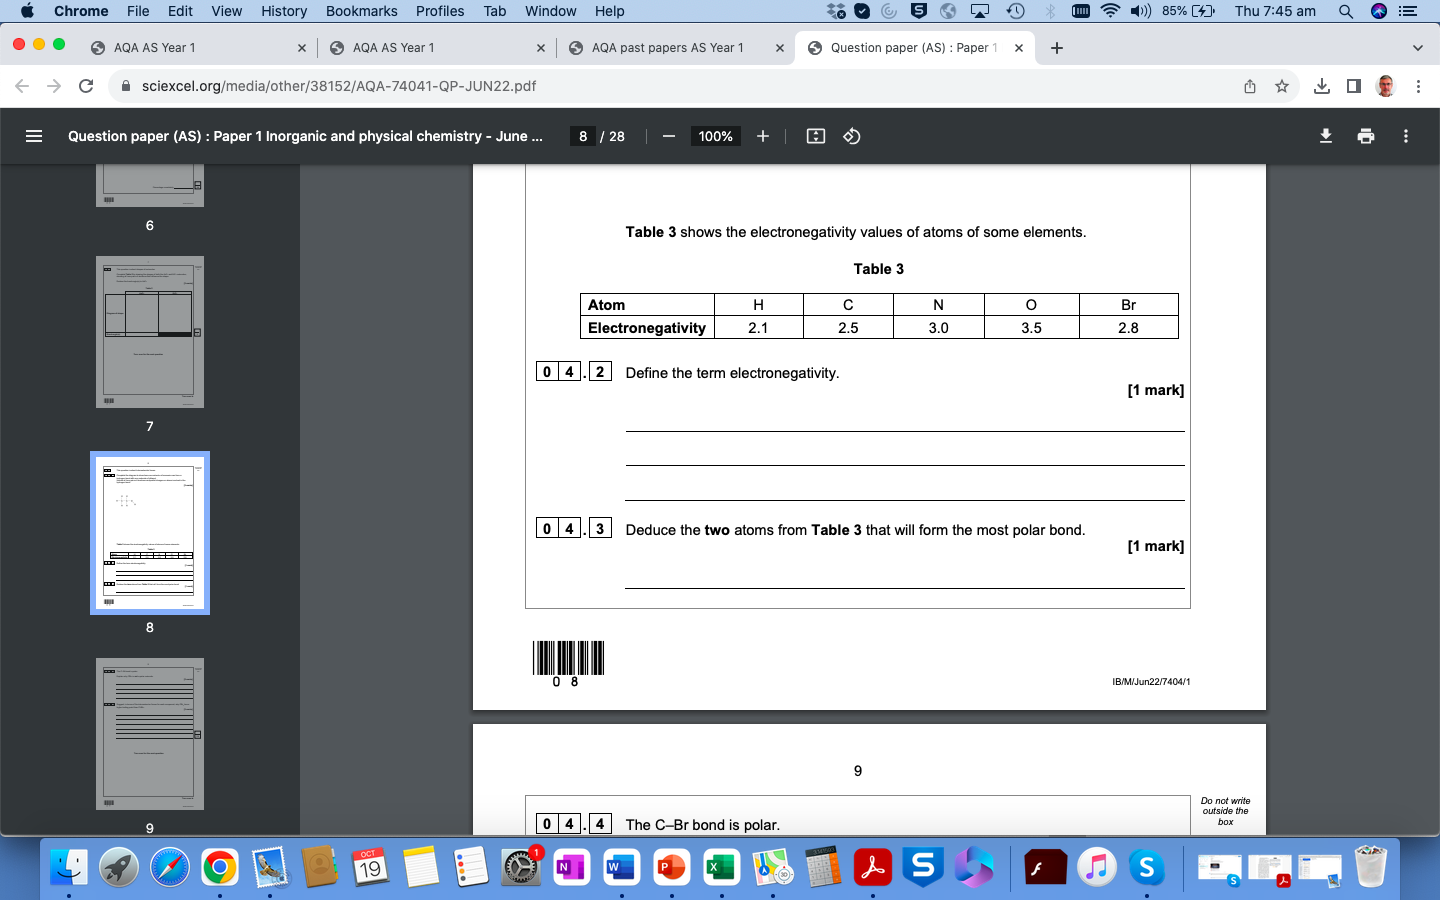 Chrome File Edit View History Bookmarks Profiles Tab Window Help 85% Thu 7:45 am
AQA AS Year 1 AQA AS Year 1 AQA past papers AS Year 1 Question paper (AS) : Paper 1
sciexcel.org/media/other/38152/AQA-74041-QP-JUN22.pdf
Question paper (AS) : Paper 1 Inorganic and physical chemistry - June ... 8 / 28 100%
6
7
8
9
Table 3 shows the electronegativity values of atoms of some elements.
Table 3
Atom H C N O Br
Electronegativity 2.1 2.5 3.0 3.5 2.8
0 4 . 2 Define the term electronegativity.
[1 mark]
0 4 . 3 Deduce the two atoms from Table 3 that will form the most polar bond.
[1 mark]
0 8
IB/M/Jun22/7404/1
9
Do not write
outside the
box
0 4 . 4 The C–Br bond is polar.
OCT
19
1
N
W
P
X
3D
S
f
S
S